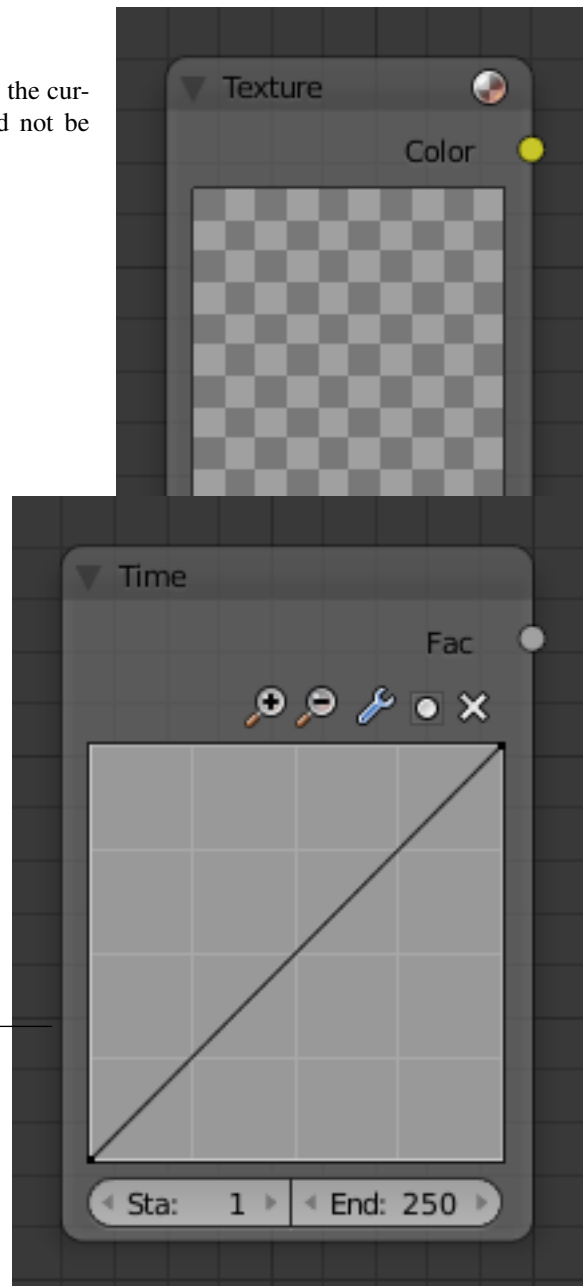 the cur-
d not be
Texture
Color
Time
Fac
Sta: 1 End: 250